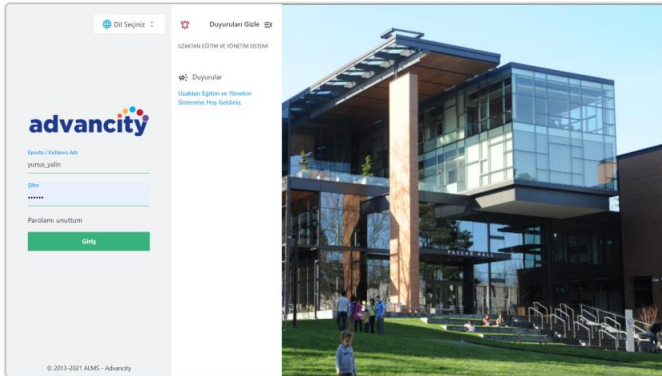 Dil Seçiniz
Duyuruları Gizle
UZAKTAN EĞİTİM VE YÖNETİM SİSTEMİ
Duyurular
Uzaktan Eğitim ve Yönetim
Sistemine Hoş Geldiniz.
advancity
Eposta / Kullanıcı Adı
yunus_yalin
Şifre
••••••
Parolamı unuttum
Giriş
© 2013-2021 ALMS - Advancity
PACCAR HALL